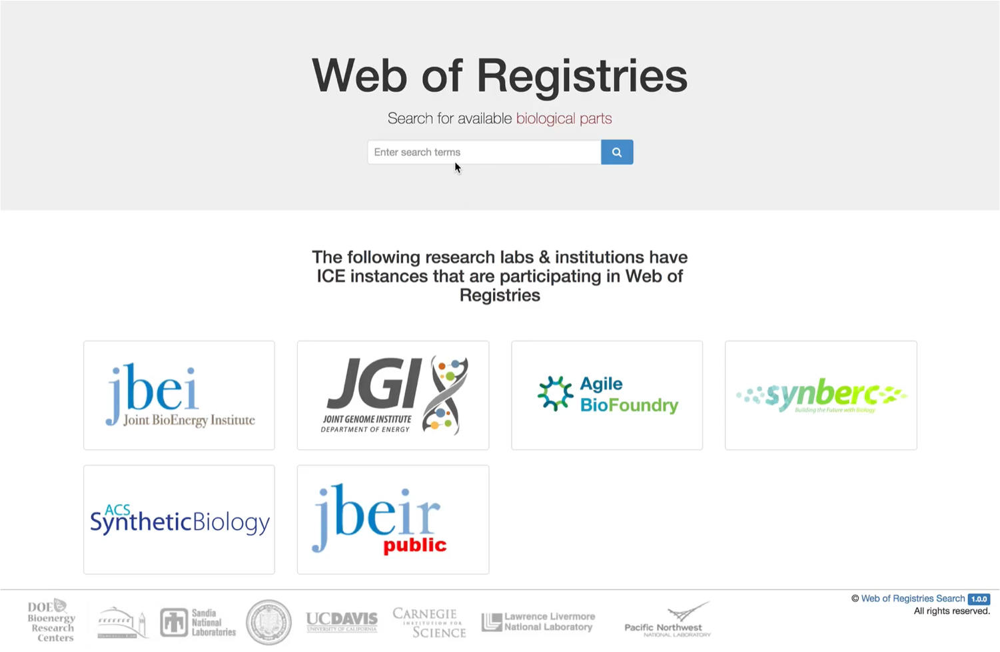 Web of Registries
Search for available biological parts
Enter search terms
The following research labs & institutions have
ICE instances that are participating in Web of
Registries
jbei
Joint BioEnergy Institute
JGI
JOINT GENOME INSTITUTE
DEPARTMENT OF ENERGY
Agile
BioFoundry
synberc
Building the Future with Biology
ACS
SyntheticBiology
jbeir
public
DOE
Bioenergy
Research
Centers
Sandia
National
Laboratories
UCDAVIS
UNIVERSITY OF CALIFORNIA
CARNEGIE
INSTITUTION FOR
SCIENCE
Lawrence Livermore
National Laboratory
Pacific Northwest
NATIONAL LABORATORY
© Web of Registries Search 1.0.0
All rights reserved.